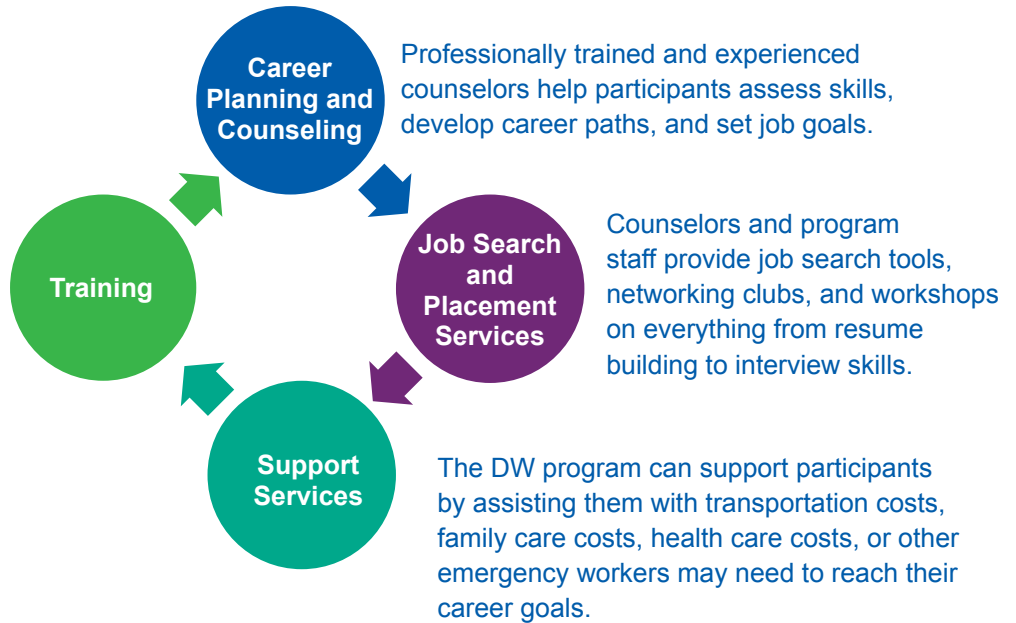 Career
Planning and
Counseling
Professionally trained and experienced
counselors help participants assess skills,
develop career paths, and set job goals.
Job Search
and
Placement
Services
Counselors and program
staff provide job search tools,
networking clubs, and workshops
on everything from resume
building to interview skills.
Training
Support
Services
The DW program can support participants
by assisting them with transportation costs,
family care costs, health care costs, or other
emergency workers may need to reach their
career goals.